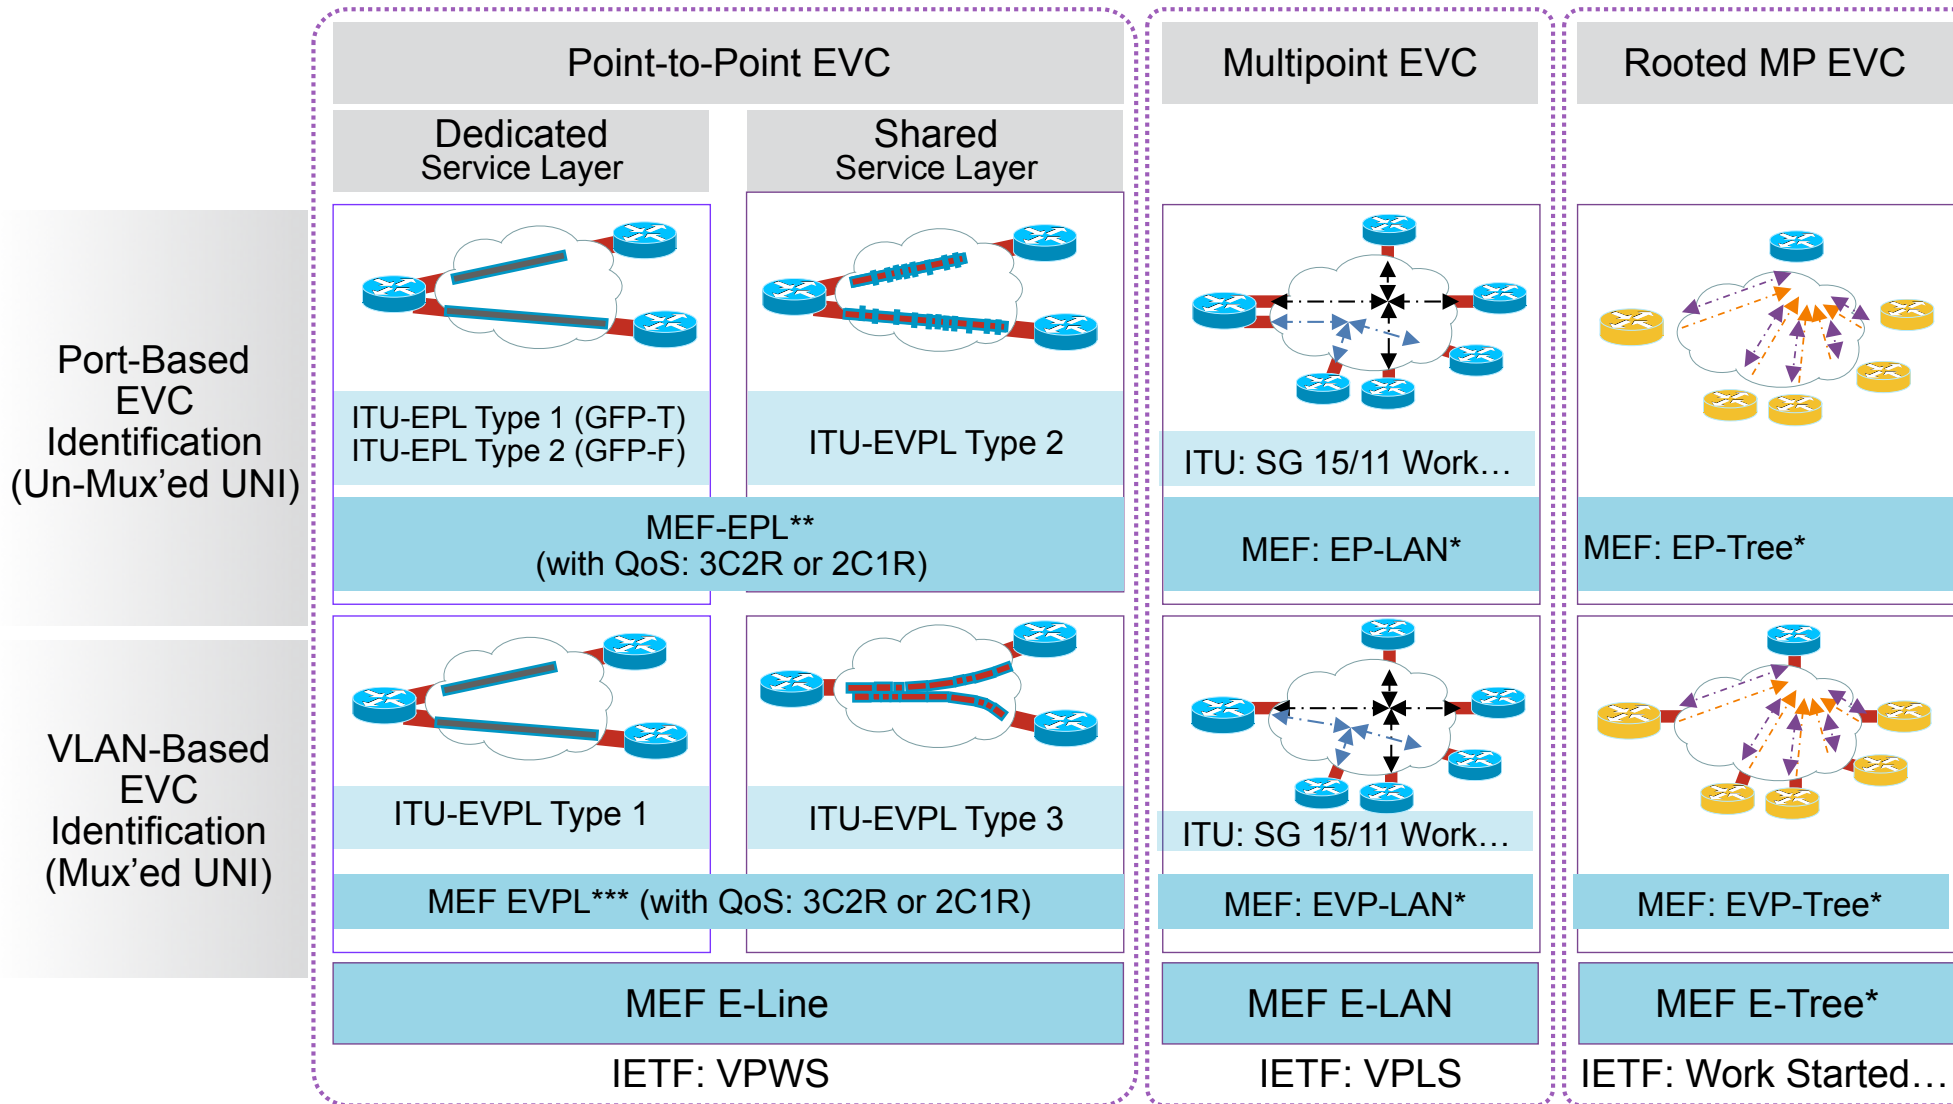 Point-to-Point EVC
Multipoint EVC
Rooted MP EVC
Dedicated
Service Layer
Shared
Service Layer
Port-Based
EVC
Identification
(Un-Mux’ed UNI)
ITU-EPL Type 1 (GFP-T)
ITU-EPL Type 2 (GFP-F)
ITU-EVPL Type 2
ITU: SG 15/11 Work…
MEF-EPL**
(with QoS: 3C2R or 2C1R)
MEF: EP-LAN*
MEF: EP-Tree*
VLAN-Based
EVC
Identification
(Mux’ed UNI)
ITU-EVPL Type 1
ITU-EVPL Type 3
ITU: SG 15/11 Work…
MEF EVPL*** (with QoS: 3C2R or 2C1R)
MEF: EVP-LAN*
MEF: EVP-Tree*
MEF E-Line
MEF E-LAN
MEF E-Tree*
IETF: VPWS
IETF: VPLS
IETF: Work Started…